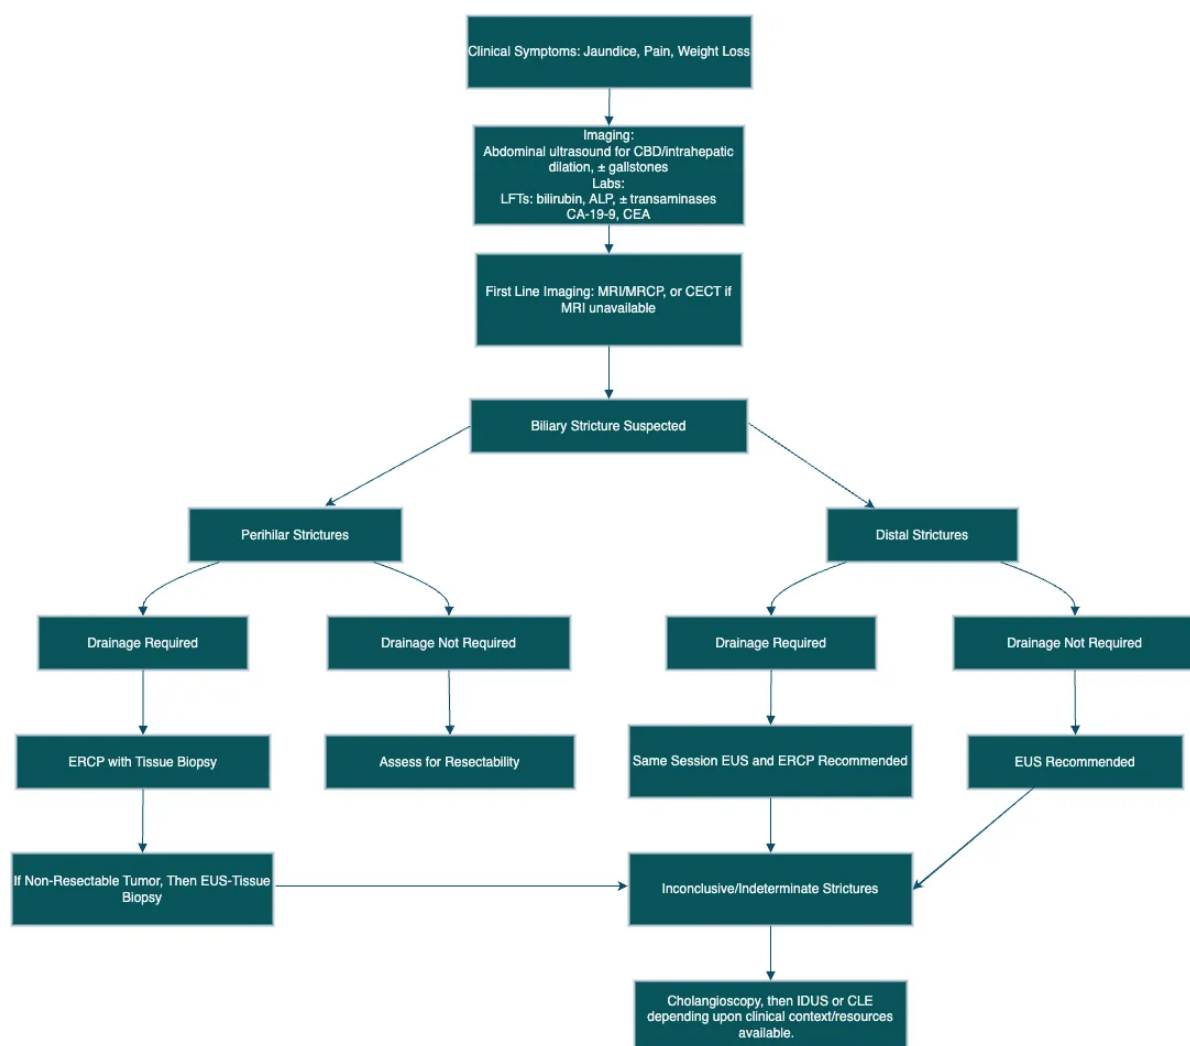 Clinical Symptoms: Jaundice, Pain, Weight Loss
Imaging:
Abdominal ultrasound for CBD/intrahepatic
dilation, ± gallstones
Labs:
LFTs: bilirubin, ALP, ± transaminases
CA-19-9, CEA
First Line Imaging: MRI/MRCP, or CECT if
MRI unavailable
Biliary Stricture Suspected
Perihilar Strictures
Distal Strictures
Drainage Required
Drainage Not Required
Drainage Required
Drainage Not Required
ERCP with Tissue Biopsy
Assess for Resectability
Same Session EUS and ERCP Recommended
EUS Recommended
If Non-Resectable Tumor, Then EUS-Tissue
Biopsy
Inconclusive/Indeterminate Strictures
Cholangioscopy, then IDUS or CLE
depending upon clinical context/resources
available.